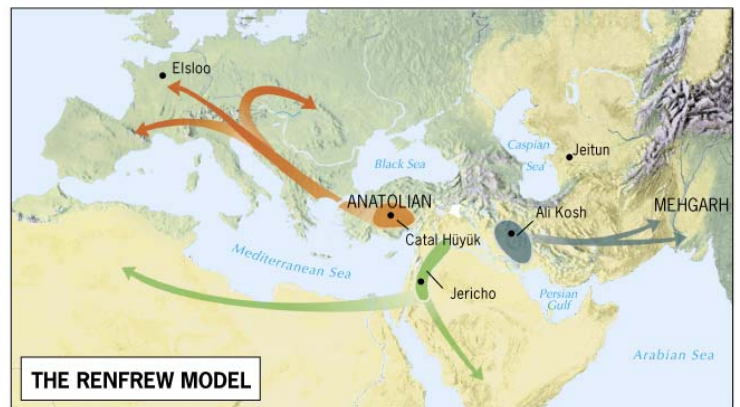 Elsloo
Caspian
Sea
Jeitun
Black Sea
ANATOLIAN
MEHGARH
Ali Kosh
Catal Hüyük
Mediterranean Sea
Jericho
Persian
Gulf
Arabian Sea
THE RENFREW MODEL